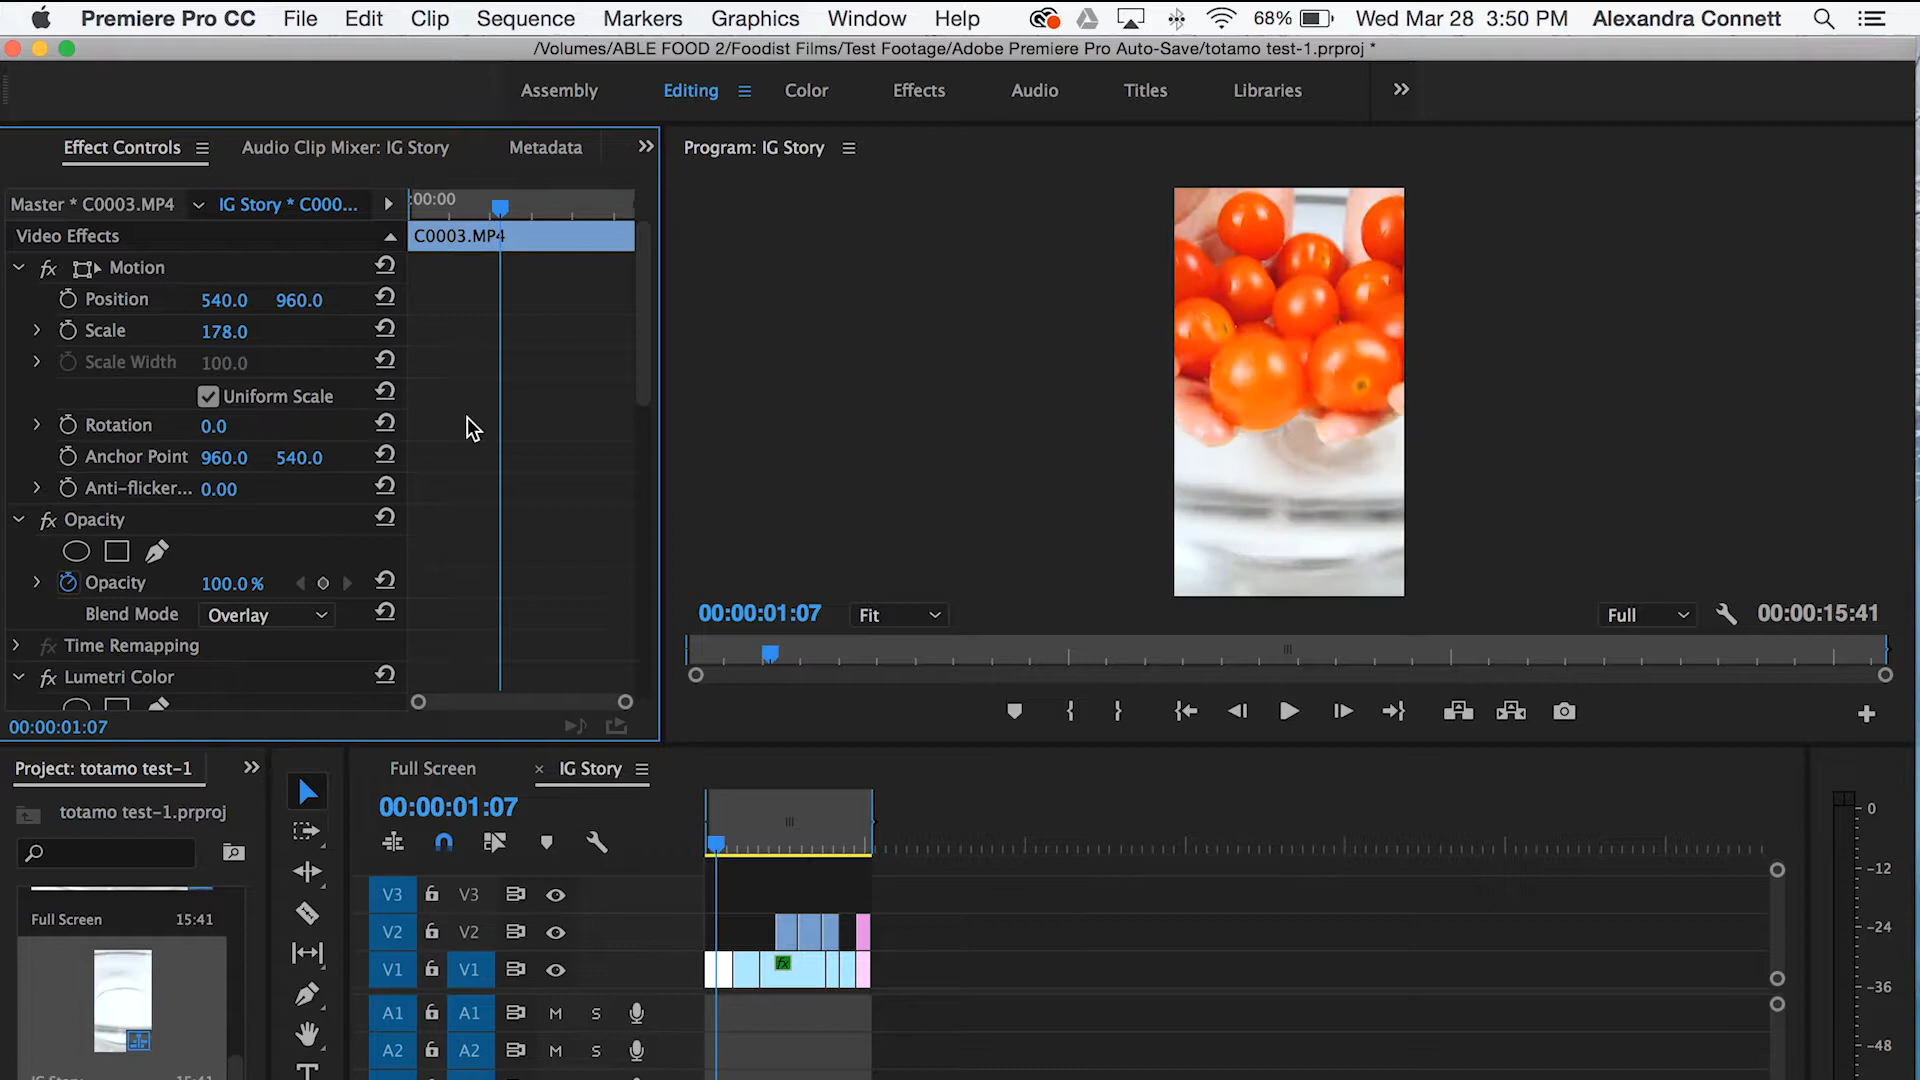 Premiere Pro CC File Edit Clip Sequence Markers Graphics Window Help 68% Wed Mar 28 3:50 PM Alexandra Connett
/Volumes/ABLE FOOD 2/Foodist Films/Test Footage/Adobe Premiere Pro Auto-Save/totamo test-1.prproj *
Assembly Editing Color Effects Audio Titles Libraries
Effect Controls Audio Clip Mixer: IG Story Metadata
Program: IG Story
Master * C0003.MP4 IG Story * C000... :00:00
Video Effects C0003.MP4
fx Motion
Position 540.0 960.0
Scale 178.0
Scale Width 100.0
Uniform Scale
Rotation 0.0
Anchor Point 960.0 540.0
Anti-flicker... 0.00
fx Opacity
Opacity 100.0 %
Blend Mode Overlay
fx Time Remapping
fx Lumetri Color
00:00:01:07
00:00:01:07 Fit Full 00:00:15:41
Project: totamo test-1
totamo test-1.prproj
Full Screen 15:41
Full Screen × IG Story
00:00:01:07
V3 V3
V2 V2
V1 V1 fx
A1 A1 M S
A2 A2 M S
0
-12
-24
-36
-48